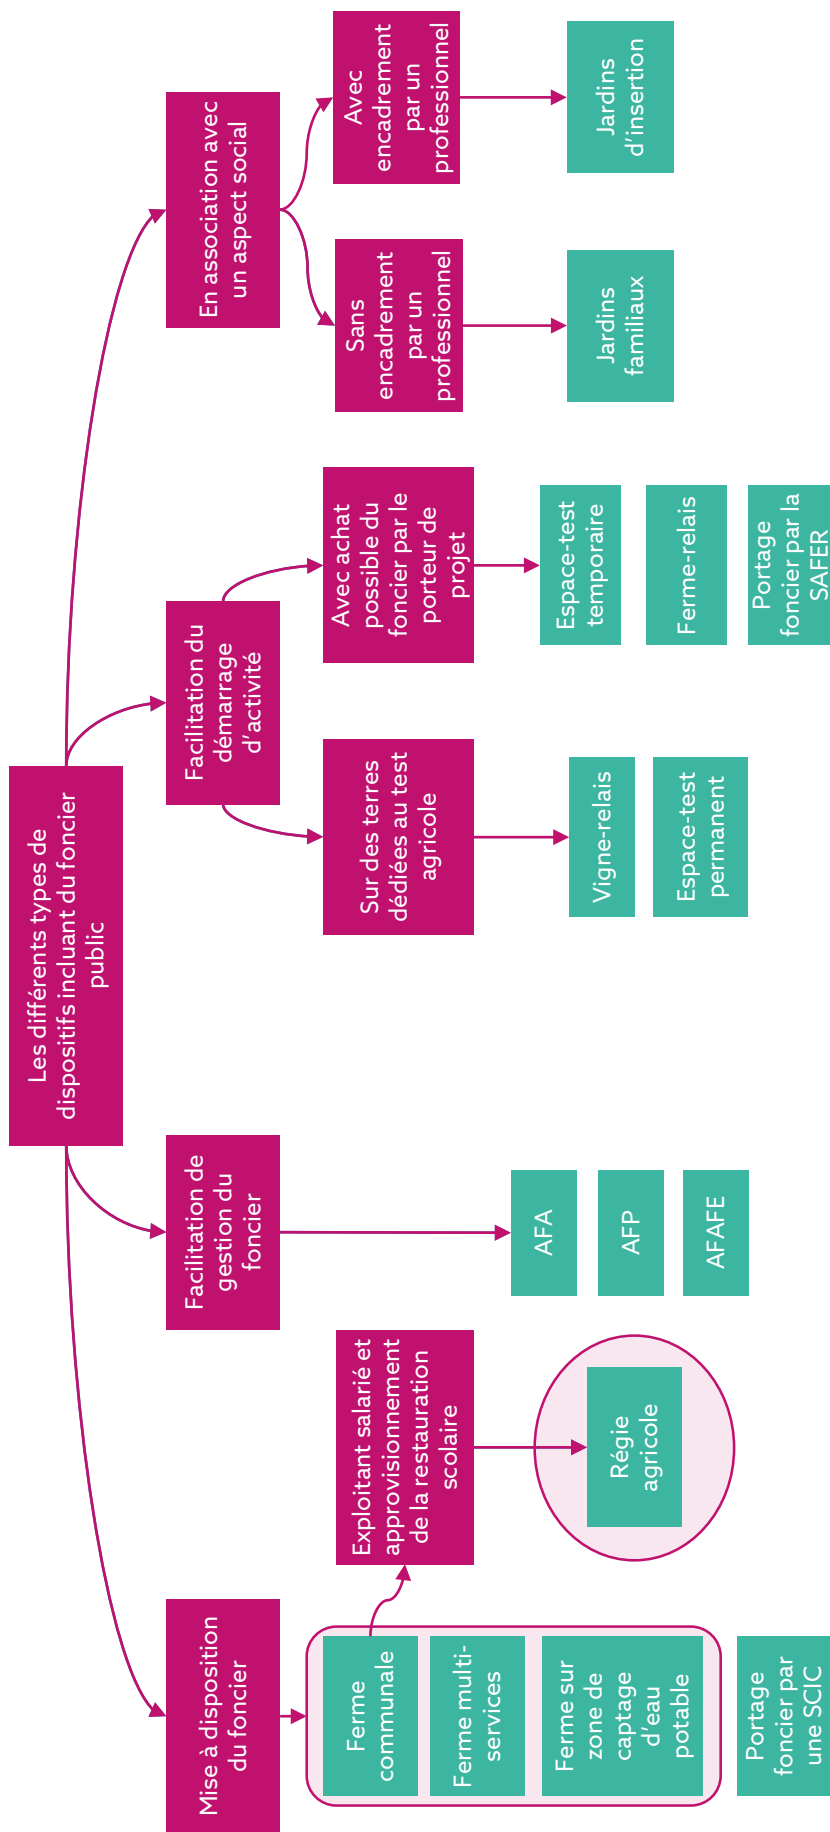 Les différents types de
dispositifs incluant du foncier
public
Mise à disposition
du foncier
Facilitation de
gestion du
foncier
Facilitation du
démarrage
d'activité
En association avec
un aspect social
Ferme
communale
Ferme multi-
services
Ferme sur
zone de
captage
d'eau
potable
Portage
foncier par
une SCIC
Exploitant salarié et
approvisionnement
de la restauration
scolaire
Régie
agricole
AFA
AFP
AFAFE
Sur des terres
dédiées au test
agricole
Vigne-relais
Espace-test
permanent
Avec achat
possible du
foncier par le
porteur de
projet
Espace-test
temporaire
Ferme-relais
Portage
foncier par la
SAFER
Sans
encadrement
par un
professionnel
Jardins
familiaux
Avec
encadrement
par un
professionnel
Jardins
d'insertion